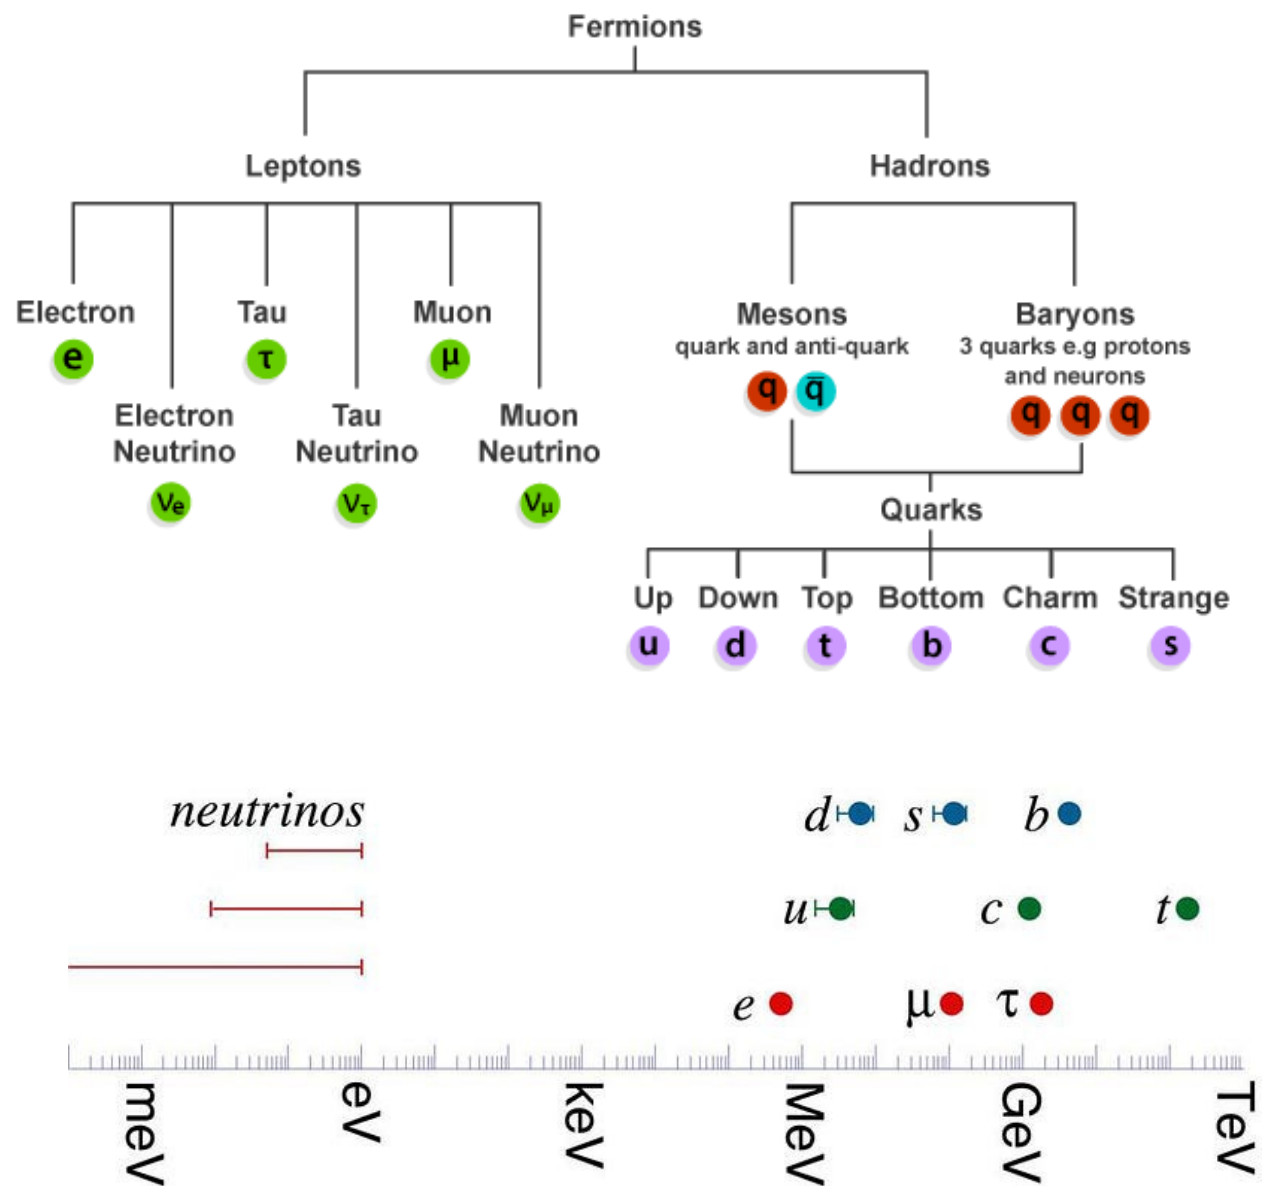 Fermions
Leptons
Hadrons
Electron
e
Tau
τ
Muon
μ
Electron
Neutrino
νe
Tau
Neutrino
ντ
Muon
Neutrino
νμ
Mesons
quark and anti-quark
q q̅
Baryons
3 quarks e.g protons
and neurons
q q q
Quarks
Up Down Top Bottom Charm Strange
u d t b c s
neutrinos
d s b
u c t
e μ τ
meV eV keV MeV GeV TeV